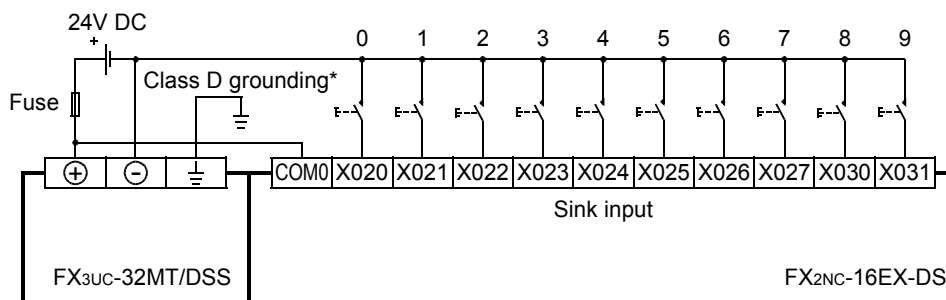 24V DC
+
0 1 2 3 4 5 6 7 8 9
Class D grounding*
Fuse
+ - COM0 X020 X021 X022 X023 X024 X025 X026 X027 X030 X031
Sink input
FX3UC-32MT/DSS FX2NC-16EX-DS